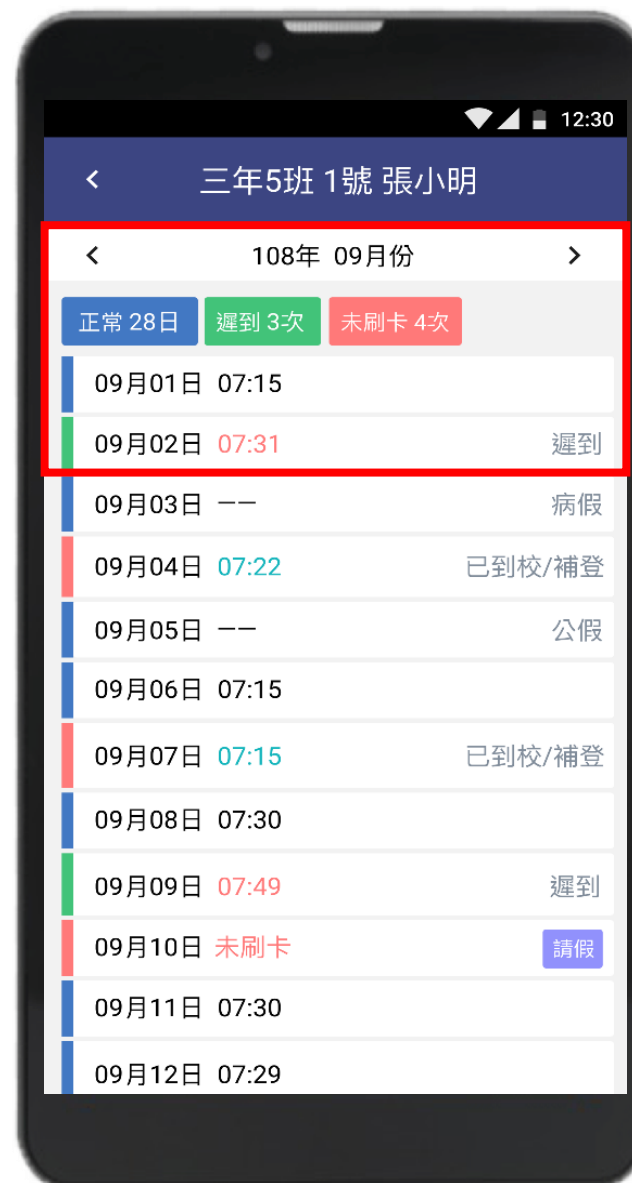 12:30
三年5班 1號 張小明
108年 09月份
正常 28日 遲到 3次 未刷卡 4次
09月01日 07:15
09月02日 07:31 遲到
09月03日 —— 病假
09月04日 07:22 已到校/補登
09月05日 —— 公假
09月06日 07:15
09月07日 07:15 已到校/補登
09月08日 07:30
09月09日 07:49 遲到
09月10日 未刷卡 請假
09月11日 07:30
09月12日 07:29